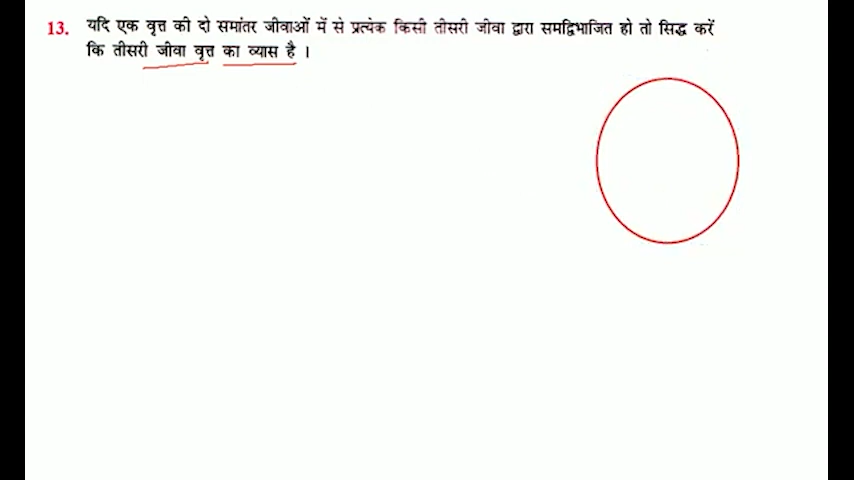 13. यदि एक वृत्त की दो समांतर जीवाओं में से प्रत्येक किसी तीसरी जीवा द्वारा समद्विभाजित हो तो सिद्ध करें
कि तीसरी जीवा वृत्त का व्यास है ।